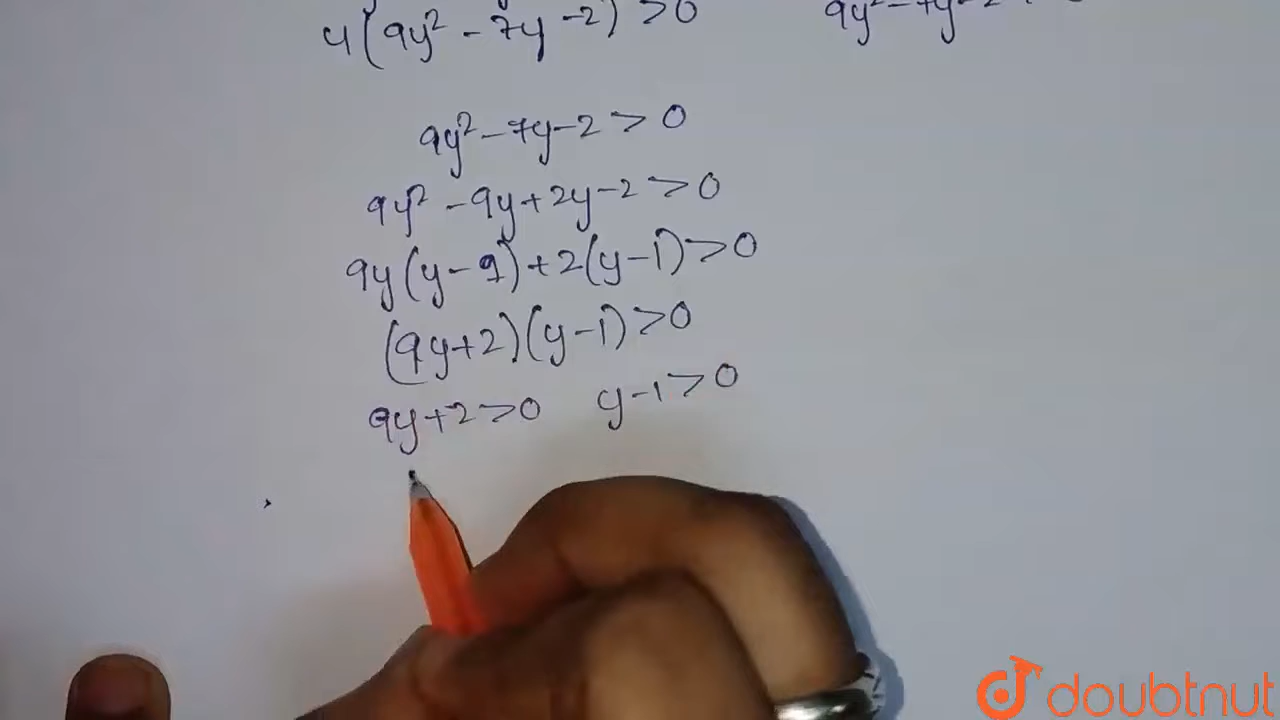 4(9y² - 7y - 2) > 0
9y² - 7y - 2 > 0
9y² - 9y + 2y - 2 > 0
9y(y - 1) + 2(y - 1) > 0
(9y + 2)(y - 1) > 0
9y + 2 > 0 y - 1 > 0
doubtnut